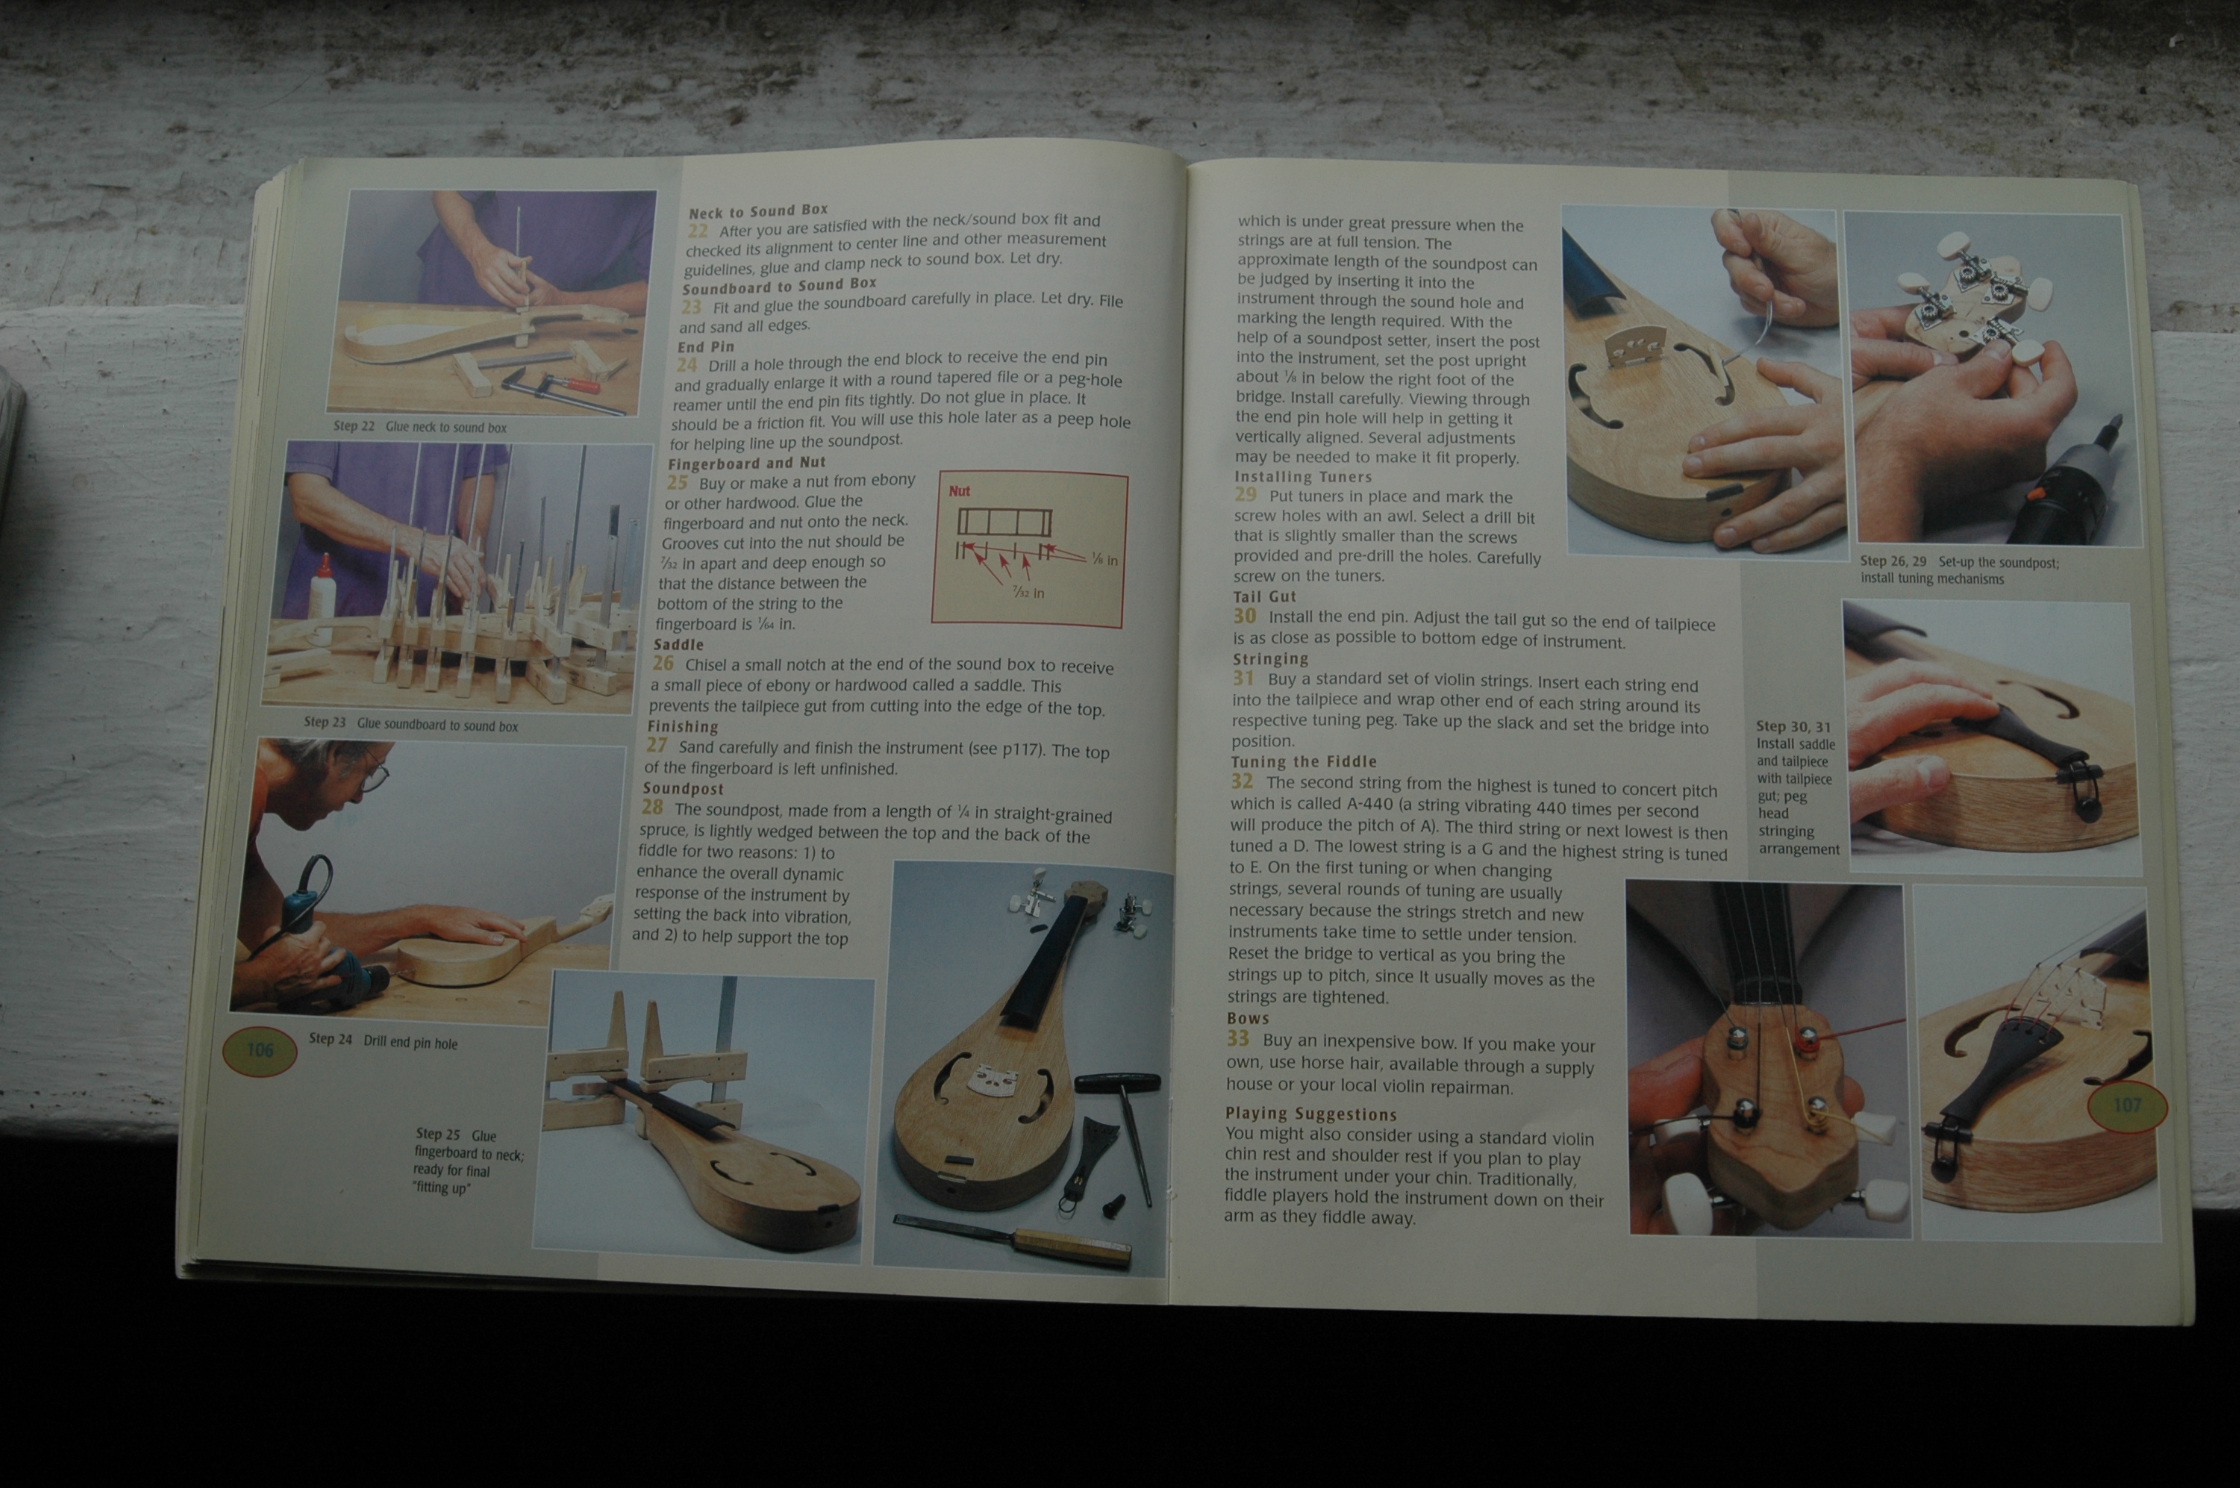 Neck to Sound Box
22 After you are satisfied with the neck/sound box fit and
checked its alignment to center line and other measurement
guidelines, glue and clamp neck to sound box. Let dry.
Soundboard to Sound Box
23 Fit and glue the soundboard carefully in place. Let dry. File
and sand all edges.
End Pin
24 Drill a hole through the end block to receive the end pin
and gradually enlarge it with a round tapered file or a peg-hole
reamer until the end pin fits tightly. Do not glue in place. It
should be a friction fit. You will use this hole later as a peep hole
for helping line up the soundpost.
Fingerboard and Nut
25 Buy or make a nut from ebony
or other hardwood. Glue the
fingerboard and nut onto the neck.
Grooves cut into the nut should be
7/32 in apart and deep enough so
that the distance between the
bottom of the string to the
fingerboard is 1/64 in.
Nut
1/8 in
7/32 in
Saddle
26 Chisel a small notch at the end of the sound box to receive
a small piece of ebony or hardwood called a saddle. This
prevents the tailpiece gut from cutting into the edge of the top.
Finishing
27 Sand carefully and finish the instrument (see p117). The top
of the fingerboard is left unfinished.
Soundpost
28 The soundpost, made from a length of 1/4 in straight-grained
spruce, is lightly wedged between the top and the back of the
fiddle for two reasons: 1) to
enhance the overall dynamic
response of the instrument by
setting the back into vibration,
and 2) to help support the top
Step 22 Glue neck to sound box
Step 23 Glue soundboard to sound box
Step 24 Drill end pin hole
106
Step 25 Glue
fingerboard to neck;
ready for final
"fitting up"
which is under great pressure when the
strings are at full tension. The
approximate length of the soundpost can
be judged by inserting it into the
instrument through the sound hole and
marking the length required. With the
help of a soundpost setter, insert the post
into the instrument, set the post upright
about 1/8 in below the right foot of the
bridge. Install carefully. Viewing through
the end pin hole will help in getting it
vertically aligned. Several adjustments
may be needed to make it fit properly.
Installing Tuners
29 Put tuners in place and mark the
screw holes with an awl. Select a drill bit
that is slightly smaller than the screws
provided and pre-drill the holes. Carefully
screw on the tuners.
Tail Gut
30 Install the end pin. Adjust the tail gut so the end of tailpiece
is as close as possible to bottom edge of instrument.
Stringing
31 Buy a standard set of violin strings. Insert each string end
into the tailpiece and wrap other end of each string around its
respective tuning peg. Take up the slack and set the bridge into
position.
Tuning the Fiddle
32 The second string from the highest is tuned to concert pitch
which is called A-440 (a string vibrating 440 times per second
will produce the pitch of A). The third string or next lowest is then
tuned a D. The lowest string is a G and the highest string is tuned
to E. On the first tuning or when changing
strings, several rounds of tuning are usually
necessary because the strings stretch and new
instruments take time to settle under tension.
Reset the bridge to vertical as you bring the
strings up to pitch, since it usually moves as the
strings are tightened.
Bows
33 Buy an inexpensive bow. If you make your
own, use horse hair, available through a supply
house or your local violin repairman.
Playing Suggestions
You might also consider using a standard violin
chin rest and shoulder rest if you plan to play
the instrument under your chin. Traditionally,
fiddle players hold the instrument down on their
arm as they fiddle away.
Step 26, 29 Set-up the soundpost;
install tuning mechanisms
Step 30, 31
Install saddle
and tailpiece
with tailpiece
gut; peg
head
stringing
arrangement
107